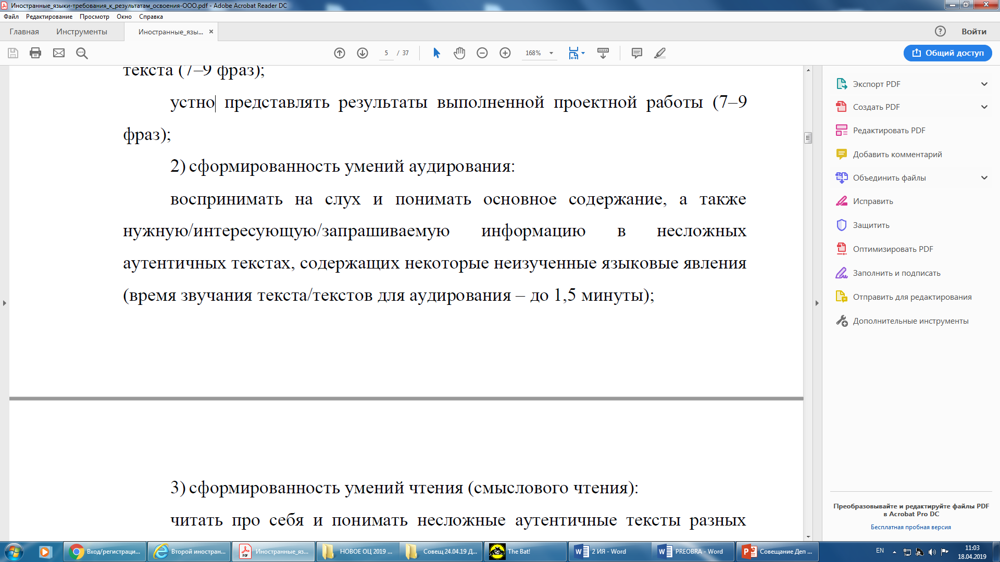 Иностранные_языки-требования_к_результатам_освоения-ООО.pdf - Adobe Acrobat Reader DC
Файл Редактирование Просмотр Окно Справка
Главная Инструменты Иностранные_язы... ×
Войти
5 / 37
168%
Общий доступ
текста (7–9 фраз);
устно представлять результаты выполненной проектной работы (7–9
фраз);
2) сформированность умений аудирования:
воспринимать на слух и понимать основное содержание, а также
нужную/интересующую/запрашиваемую информацию в несложных
аутентичных текстах, содержащих некоторые неизученные языковые явления
(время звучания текста/текстов для аудирования – до 1,5 минуты);
3) сформированность умений чтения (смыслового чтения):
читать про себя и понимать несложные аутентичные тексты разных
Экспорт PDF
Создать PDF
Редактировать PDF
Добавить комментарий
Объединить файлы
Исправить
Защитить
Оптимизировать PDF
Заполнить и подписать
Отправить для редактирования
Дополнительные инструменты
Преобразовывайте и редактируйте файлы PDF
в Acrobat Pro DC
Бесплатная пробная версия
Вход/регистраци... Второй иностран... Иностранные_яз... НОВОЕ ОЦ 2019 ... Совещ 24.04.19 Д... The Bat! 2 ИЯ - Word PREOBRA - Word Совещание Деп ...
EN
11:03
18.04.2019